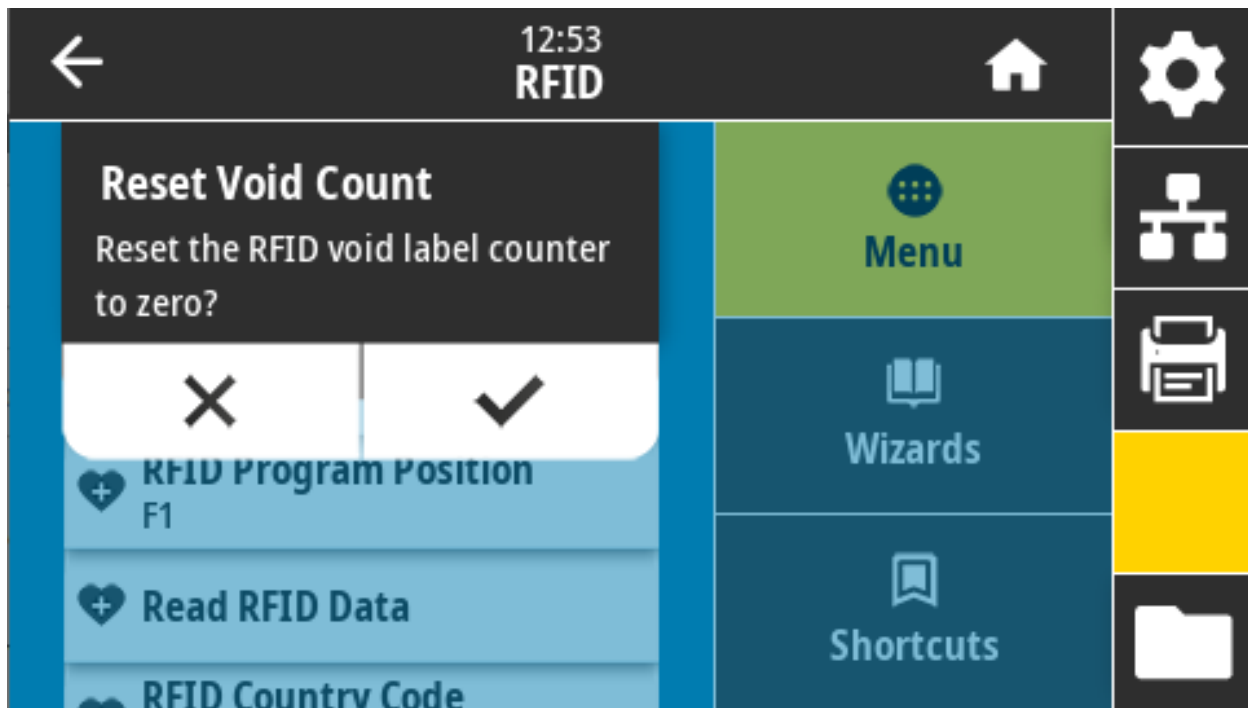 12:53
RFID
Reset Void Count
Reset the RFID void label counter
to zero?
RFID Program Position
F1
Read RFID Data
RFID Country Code
Menu
Wizards
Shortcuts